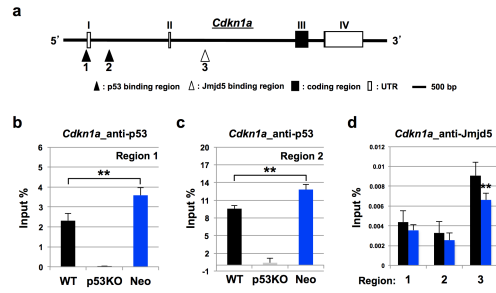 a
Cdkn1a
I II III IV
5' 3'
1 2 3
: p53 binding region : Jmjd5 binding region : coding region : UTR 500 bp
b
Cdkn1a_anti-p53
Region 1
**
Input %
6
5
4
3
2
1
0
WT p53KO Neo
c
Cdkn1a_anti-p53
Region 2
**
Input %
20
17
14
11
8
5
2
-1
WT p53KO Neo
d
Cdkn1a_anti-Jmjd5
**
Input %
0.012
0.01
0.008
0.006
0.004
0.002
0
Region: 1 2 3